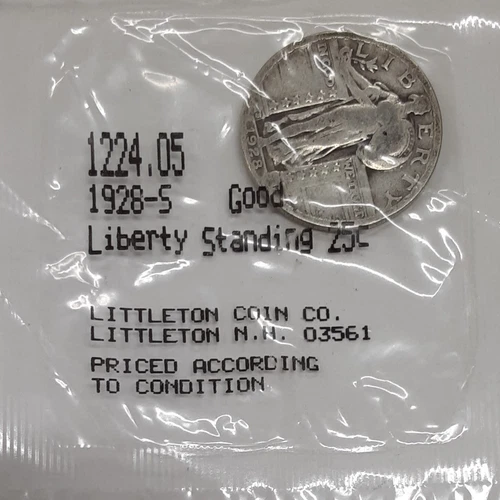 LIBERTY
1224.05
1928-S Good
Liberty Standing 25¢
LITTLETON COIN CO.
LITTLETON N.H. 03561
PRICED ACCORDING
TO CONDITION